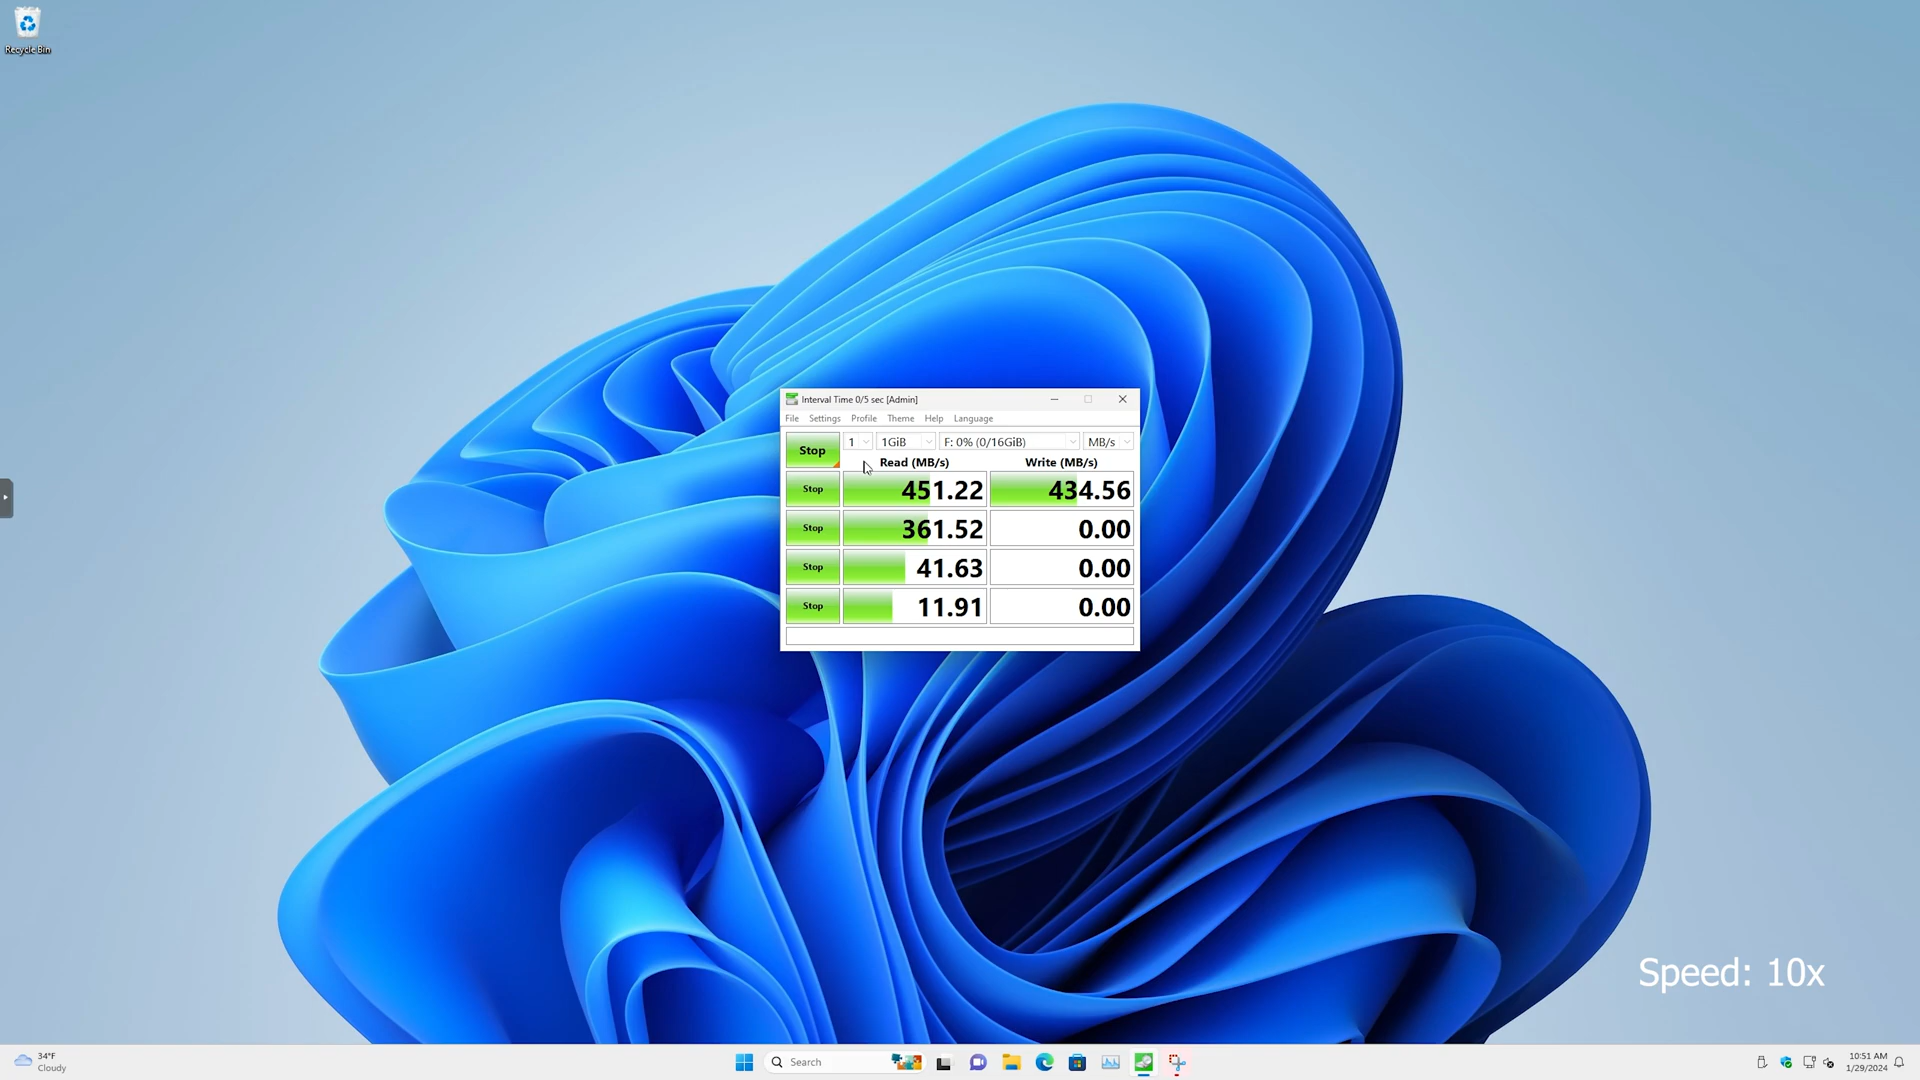 Recycle Bin
Interval Time 0/5 sec [Admin]
File Settings Profile Theme Help Language
Stop 1 1GiB F: 0% (0/16GiB) MB/s
Read (MB/s) Write (MB/s)
Stop 451.22 434.56
Stop 361.52 0.00
Stop 41.63 0.00
Stop 11.91 0.00
Speed: 10x
34°F
Cloudy
Search
10:51 AM
1/29/2024